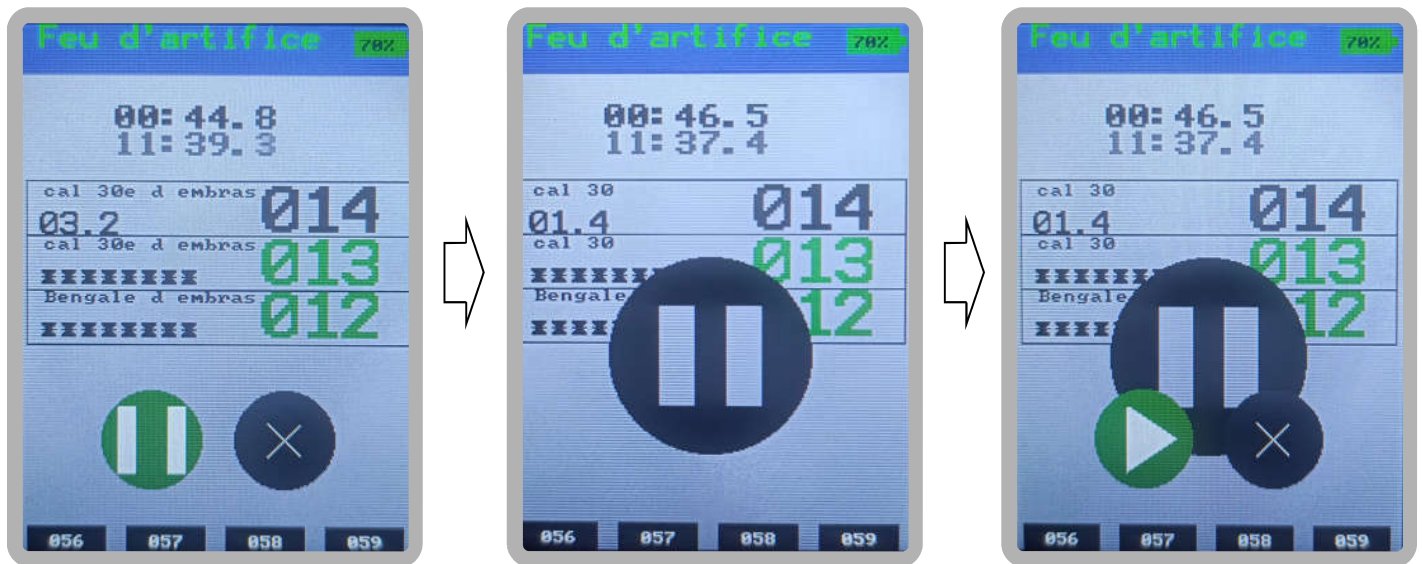 Feu d'artifice 70%
00:44.8
11:39.3
cal 30e d embras 014
03.2
cal 30e d embras 013
Bengale d embras 012
056 057 058 059
Feu d'artifice 70%
00:46.5
11:37.4
cal 30 014
01.4
cal 30 013
Bengale 12
056 057 058 059
Feu d'artifice 70%
00:46.5
11:37.4
cal 30 014
01.4
cal 30 013
Bengale 12
056 057 058 059